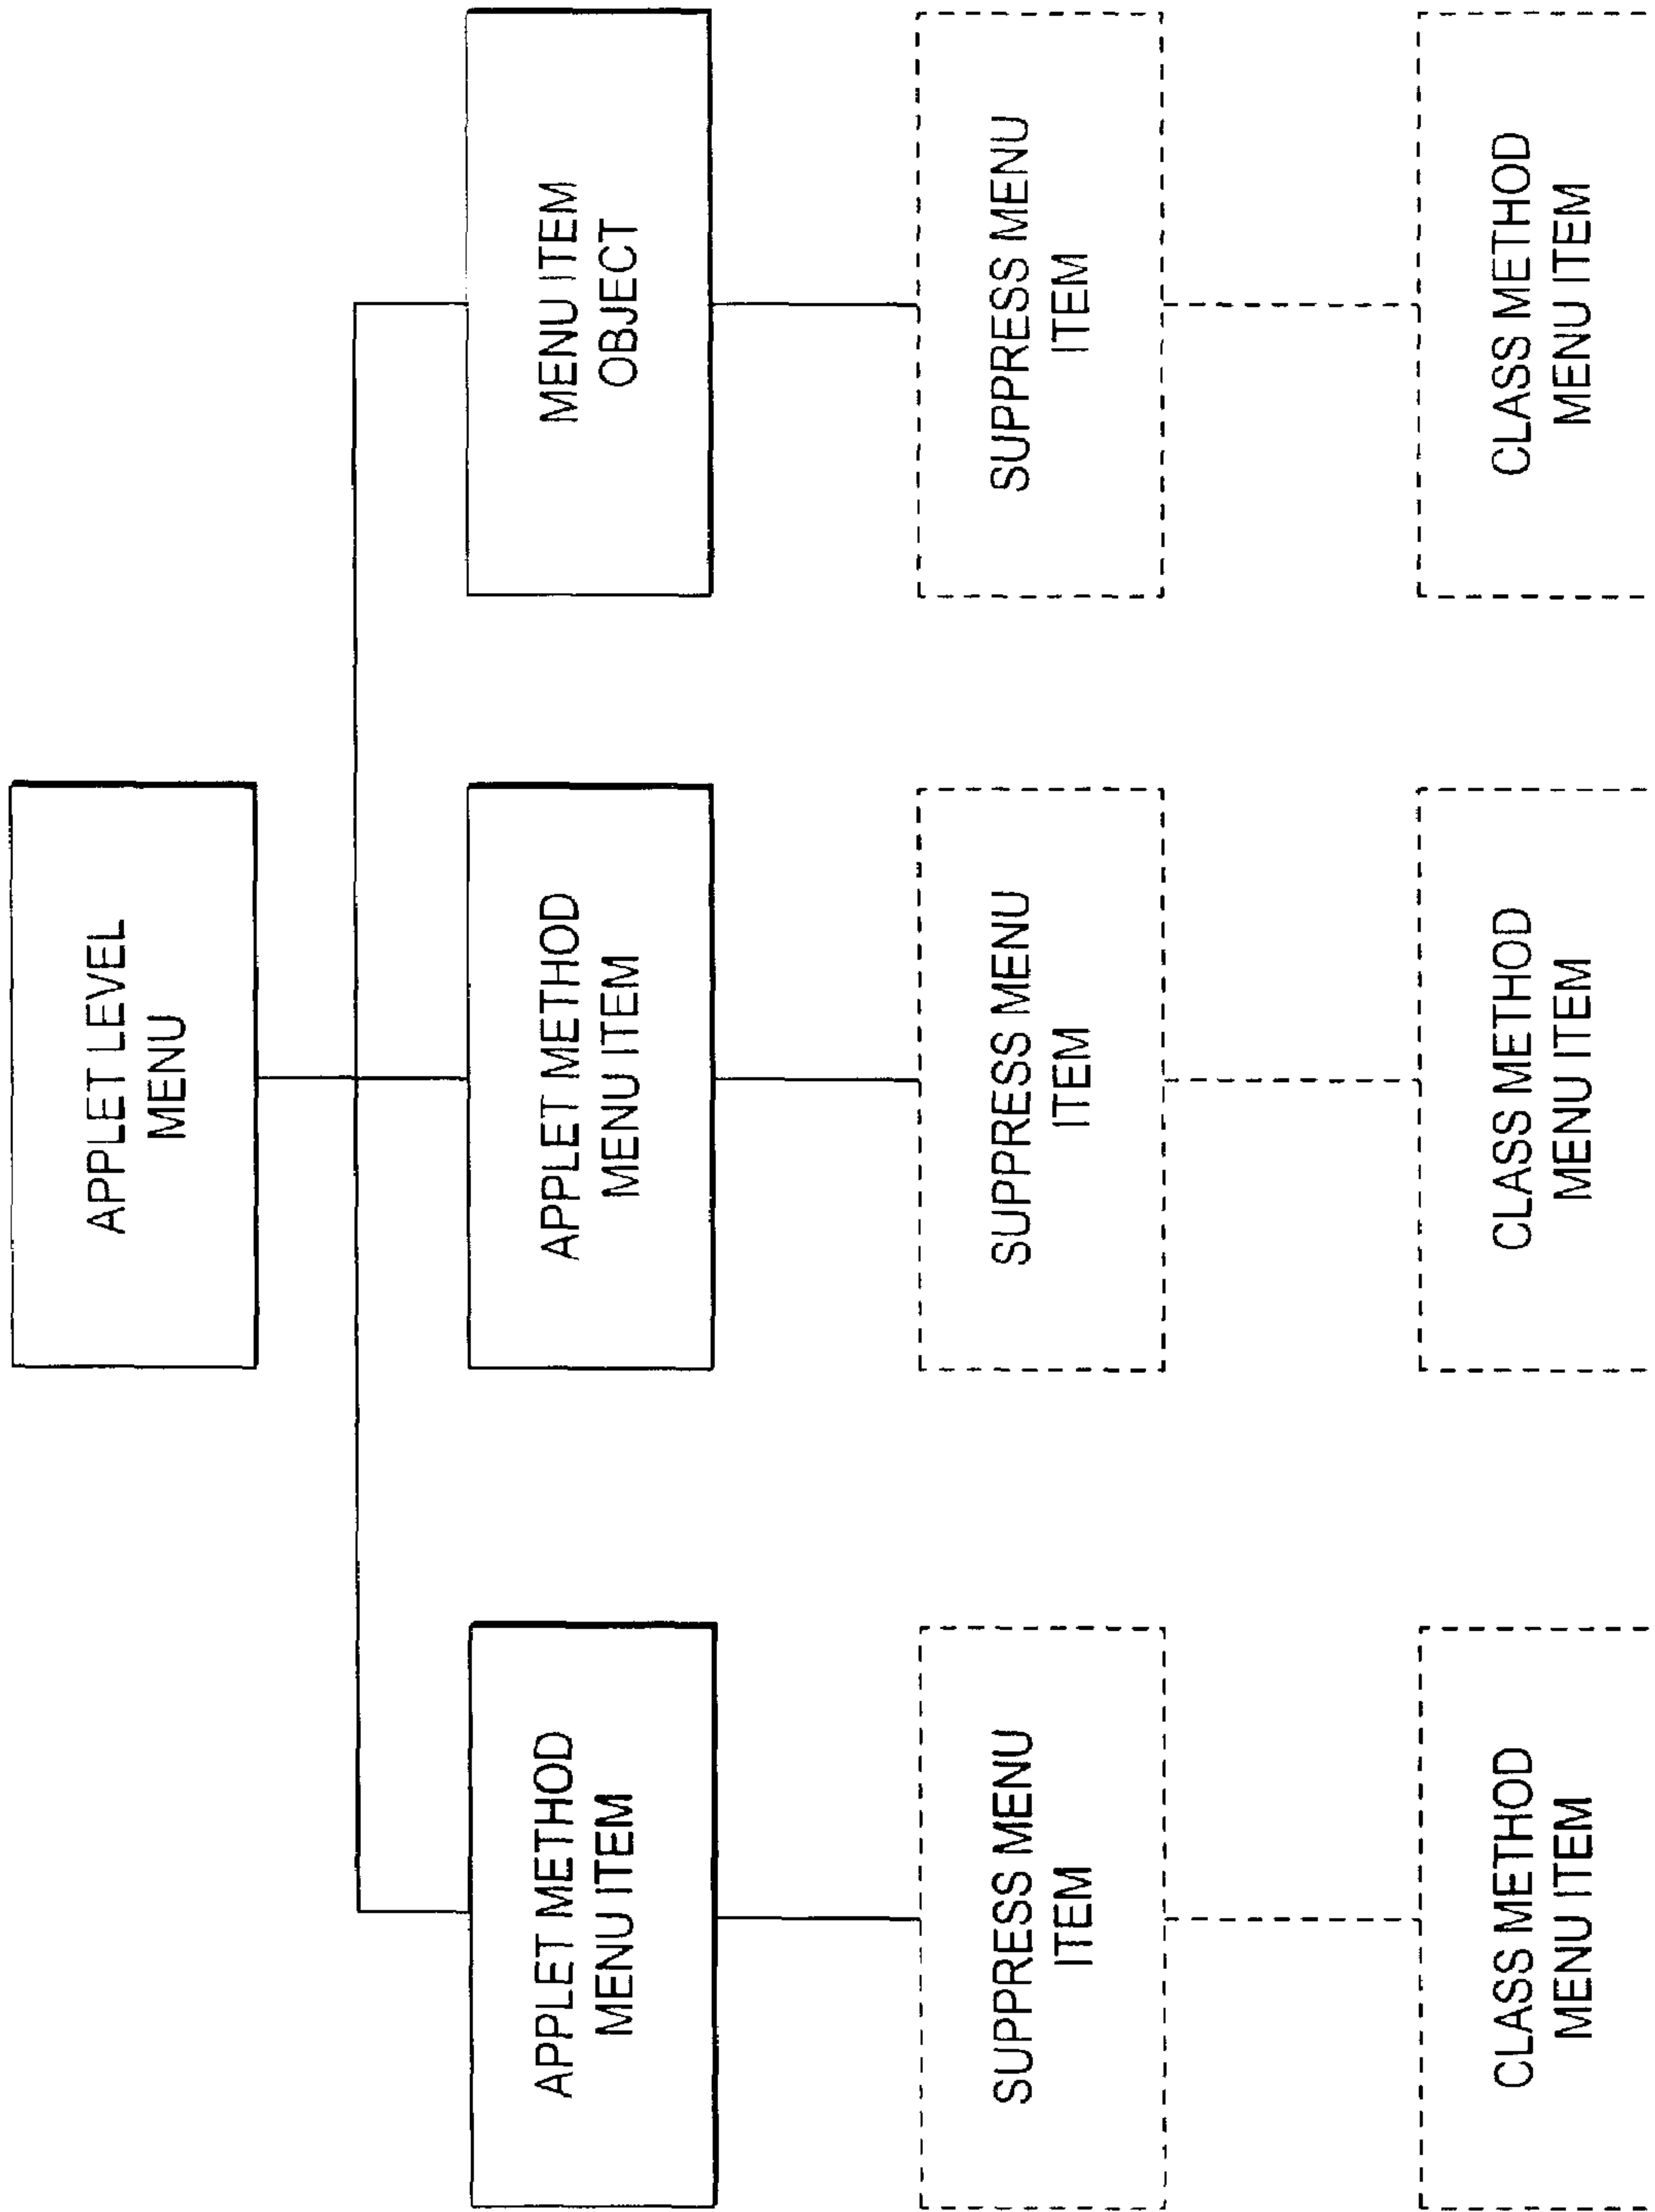 APPLET LEVEL
MENU
APPLET METHOD
MENU ITEM
APPLET METHOD
MENU ITEM
MENU ITEM
OBJECT
SUPPRESS MENU
ITEM
SUPPRESS MENU
ITEM
SUPPRESS MENU
ITEM
CLASS METHOD
MENU ITEM
CLASS METHOD
MENU ITEM
CLASS METHOD
MENU ITEM